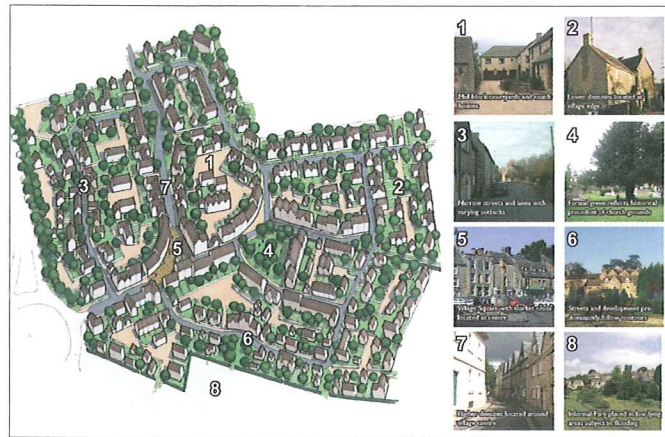 1
Mid block courtyards and coach
houses
2
Lower densities located at
village edge
3
Narrow streets and lanes with
varying setbacks
4
Formal green reflects historical
precedent of church grounds
5
Village Square with market cross
located at centre
6
Streets and development pre-
dominantly follow contours
7
Higher densities located around
village centre
8
Informal Park placed in low lying
areas subject to flooding
1
2
3
7
5
4
6
8